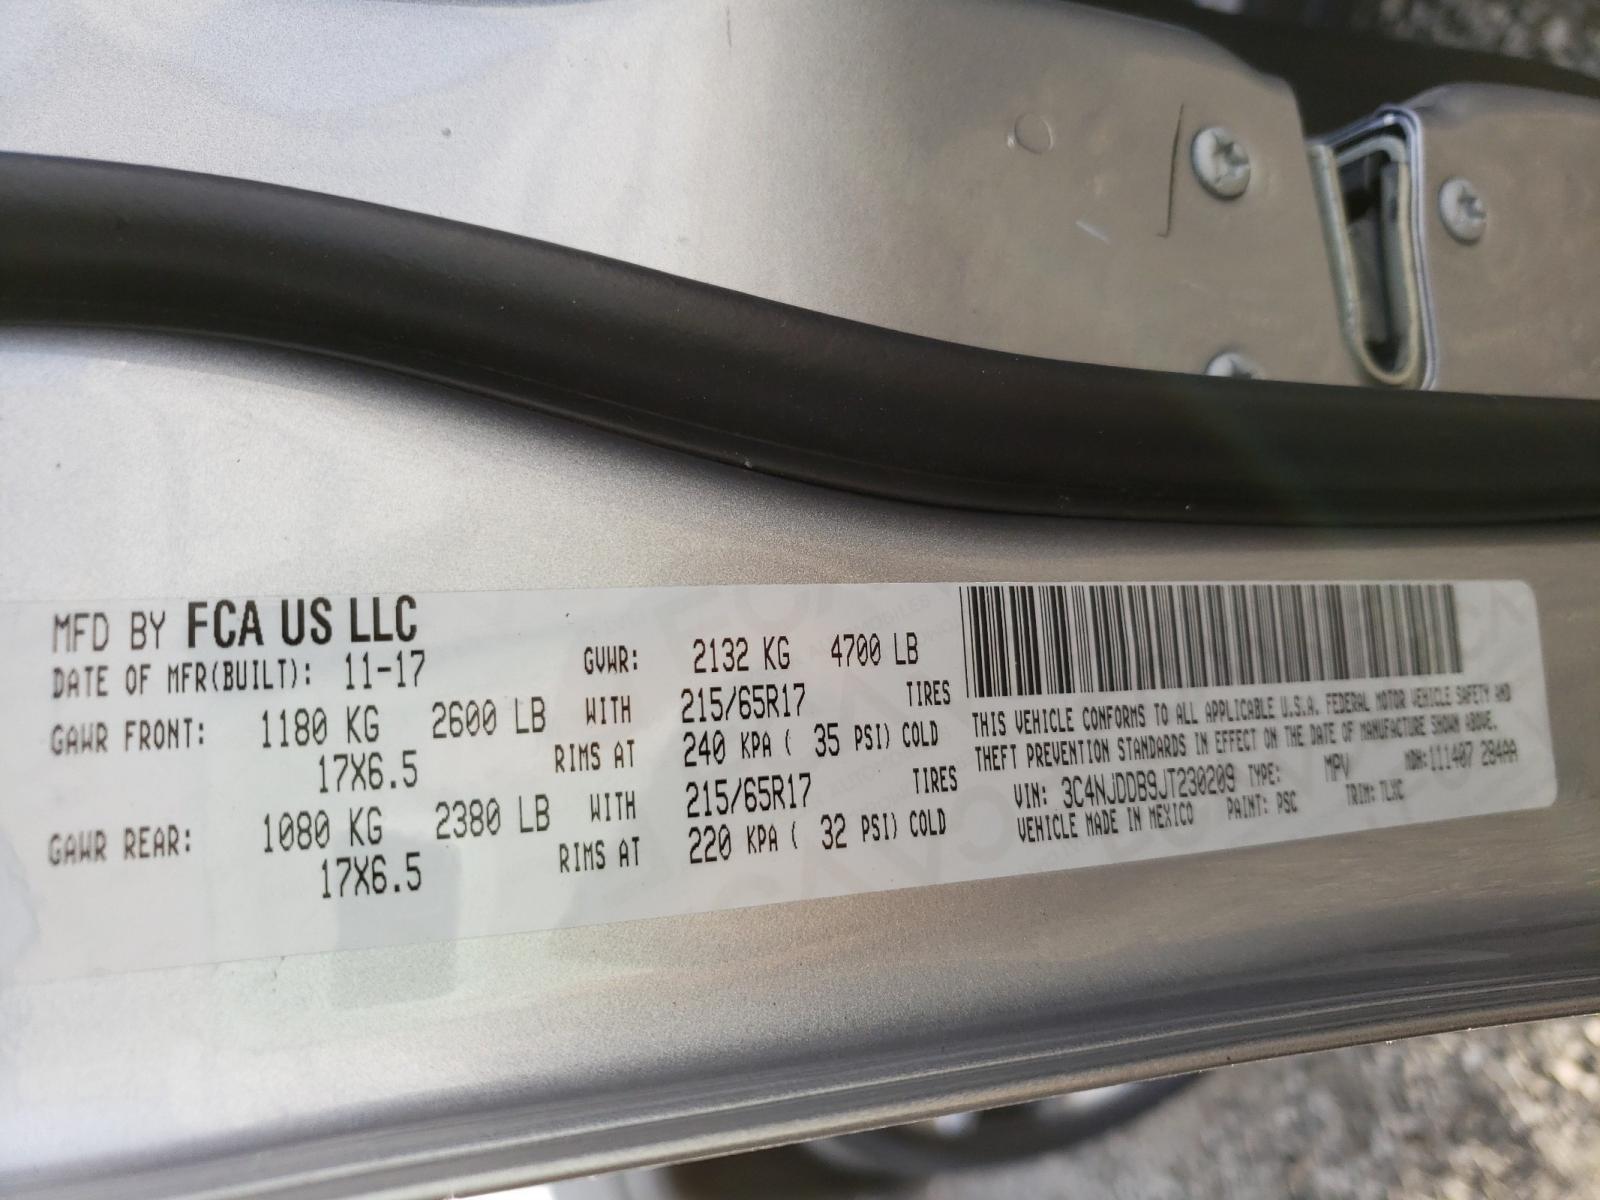 MFD BY FCA US LLC
DATE OF MFR(BUILT): 11-17 GVWR: 2132 KG 4700 LB
GAWR FRONT: 1180 KG 2600 LB WITH 215/65R17 TIRES
17X6.5 RIMS AT 240 KPA ( 35 PSI) COLD
GAWR REAR: 1080 KG 2380 LB WITH 215/65R17 TIRES
17X6.5 RIMS AT 220 KPA ( 32 PSI) COLD
THIS VEHICLE CONFORMS TO ALL APPLICABLE U.S.A. FEDERAL MOTOR VEHICLE SAFETY AND
THEFT PREVENTION STANDARDS IN EFFECT ON THE DATE OF MANUFACTURE SHOWN ABOVE.
VIN: 3C4NJDDB9JT230209 TYPE: MPV MDH:111407 284AA
VEHICLE MADE IN MEXICO PAINT: PSC TRIM: TLXC